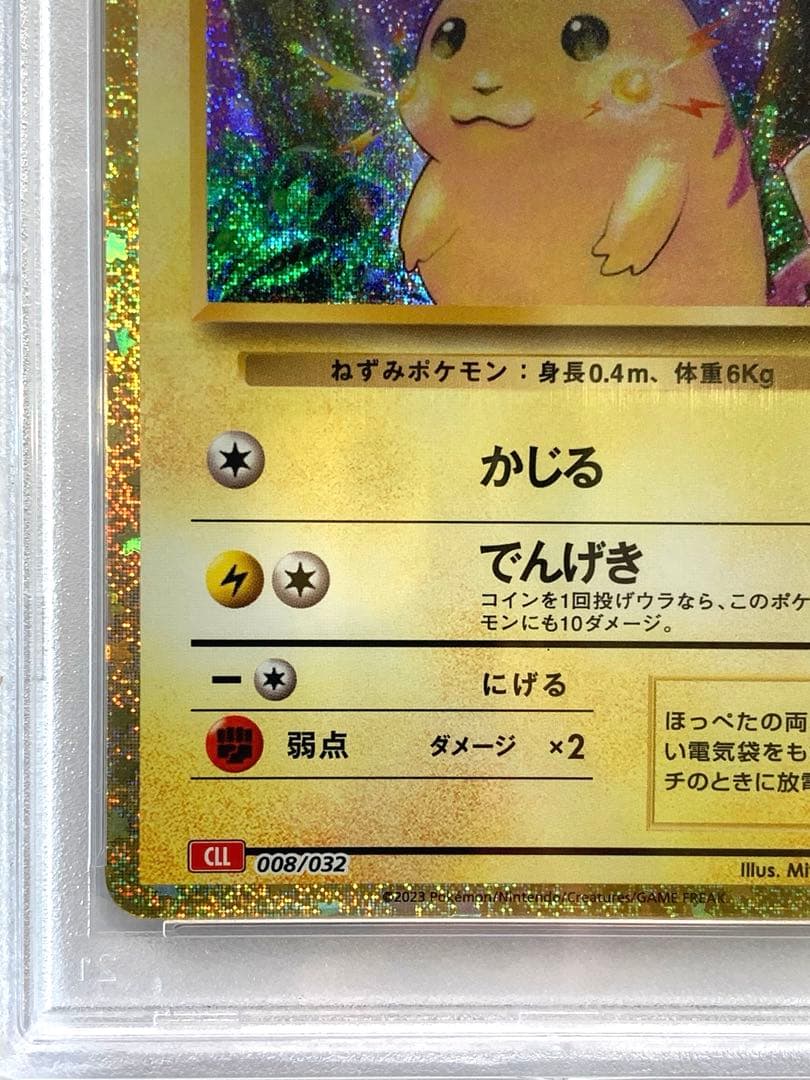 ねずみポケモン：身長0.4m、体重6Kg
かじる
でんげき
コインを1回投げウラなら、このポケ
モンにも10ダメージ。
にげる
弱点 ダメージ ×2
ほっぺたの両
い電気袋をも
チのときに放電
CLL 008/032
Illus. Mi
©2023 Pokémon/Nintendo/Creatures/GAME FREAK